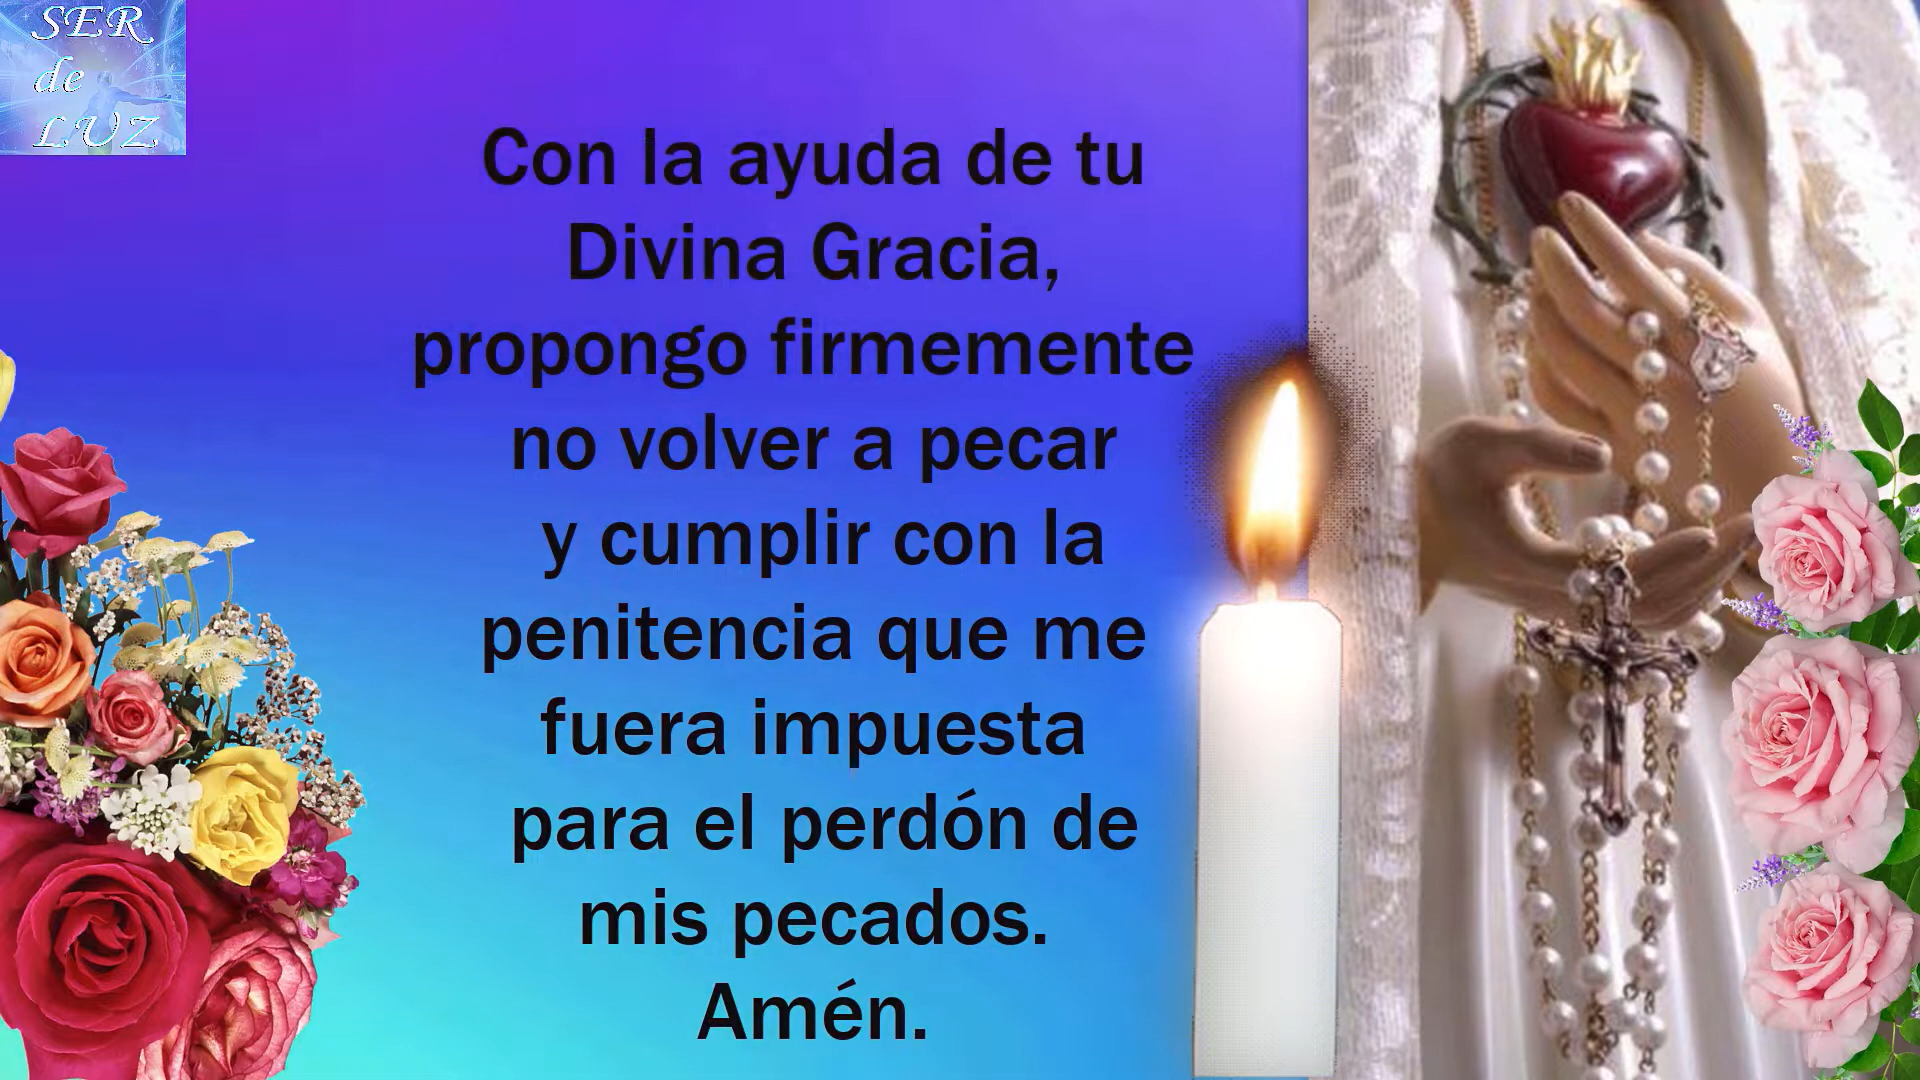 SER
de
LUZ
Con la ayuda de tu
Divina Gracia,
propongo firmemente
no volver a pecar
y cumplir con la
penitencia que me
fuera impuesta
para el perdón de
mis pecados.
Amén.